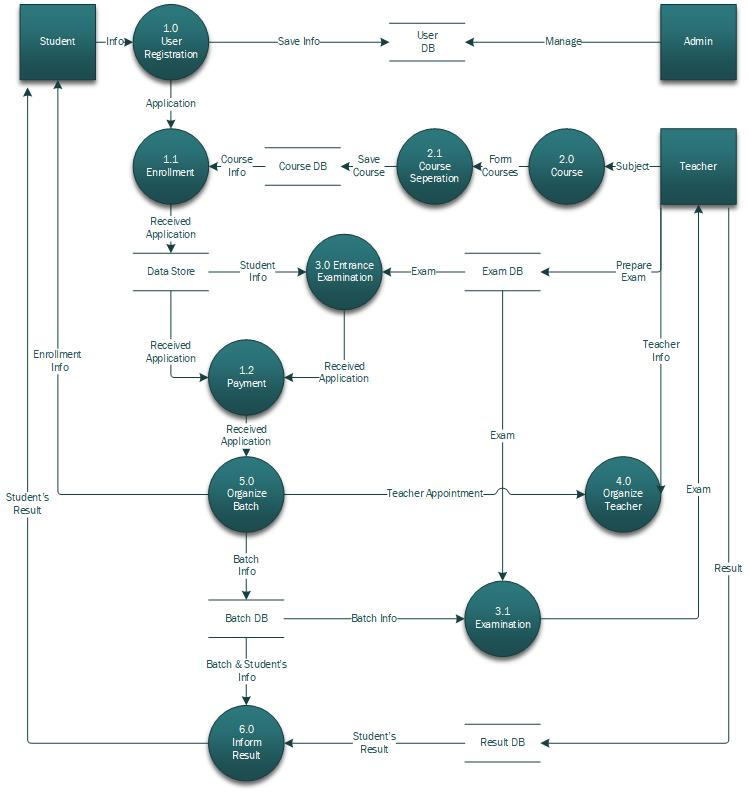 Student
Info
1.0
User
Registration
Save Info
User
DB
Manage
Admin
Application
1.1
Enrollment
Course
Info
Course DB
Save
Course
2.1
Course
Seperation
Form
Courses
2.0
Course
Subject
Teacher
Received
Application
Data Store
Student
Info
3.0 Entrance
Examination
Exam
Exam DB
Prepare
Exam
Enrollment
Info
Received
Application
1.2
Payment
Received
Application
Teacher
Info
Received
Application
Exam
Student's
Result
5.0
Organize
Batch
Teacher Appointment
4.0
Organize
Teacher
Exam
Batch
Info
Result
Batch DB
Batch Info
3.1
Examination
Batch & Student's
Info
6.0
Inform
Result
Student's
Result
Result DB